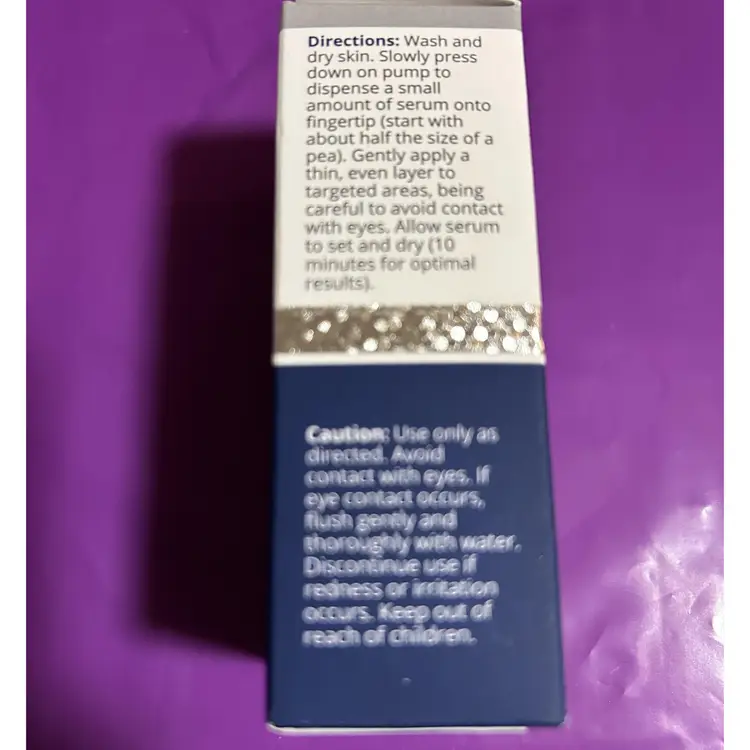 Directions: Wash and
dry skin. Slowly press
down on pump to
dispense a small
amount of serum onto
fingertip (start with
about half the size of a
pea). Gently apply a
thin, even layer to
targeted areas, being
careful to avoid contact
with eyes. Allow serum
to set and dry (10
minutes for optimal
results).
Caution: Use only as
directed. Avoid
contact with eyes. If
eye contact occurs,
flush gently and
thoroughly with water.
Discontinue use if
redness or irritation
occurs. Keep out of
reach of children.